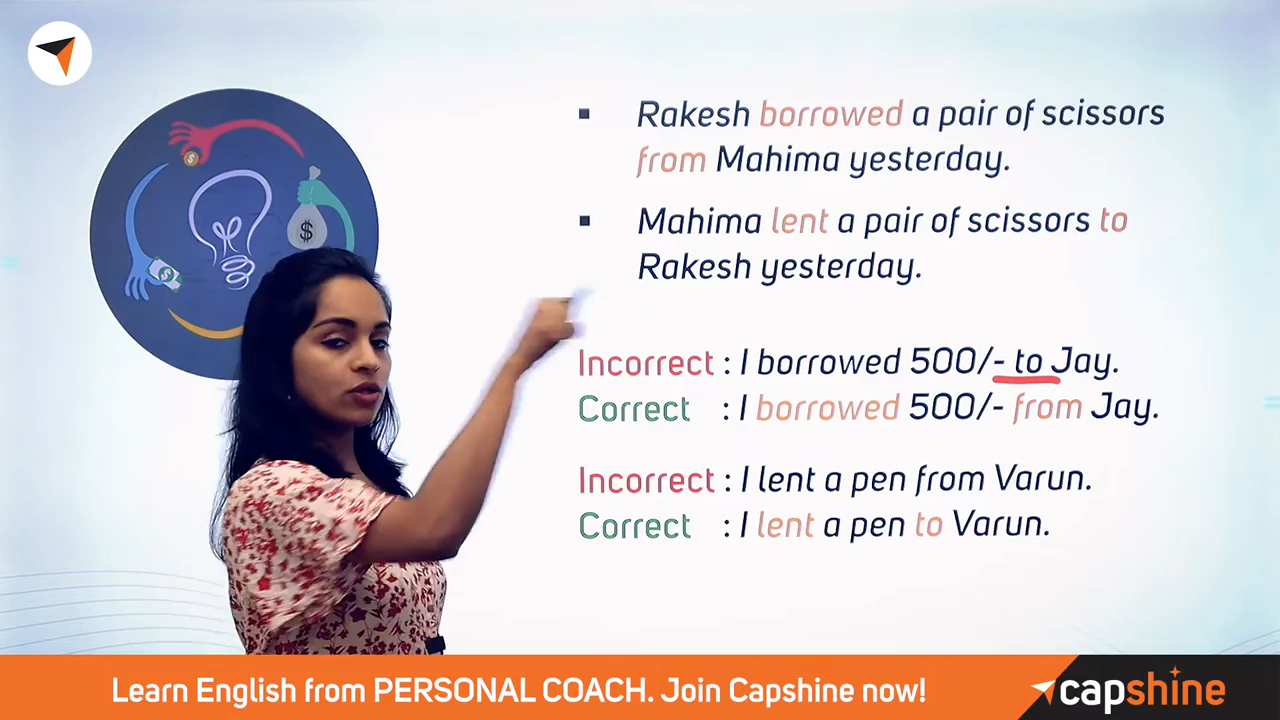 Rakesh borrowed a pair of scissors
from Mahima yesterday.
Mahima lent a pair of scissors to
Rakesh yesterday.
Incorrect : I borrowed 500/- to Jay.
Correct : I borrowed 500/- from Jay.
Incorrect : I lent a pen from Varun.
Correct : I lent a pen to Varun.
Learn English from PERSONAL COACH. Join Capshine now!
capshine